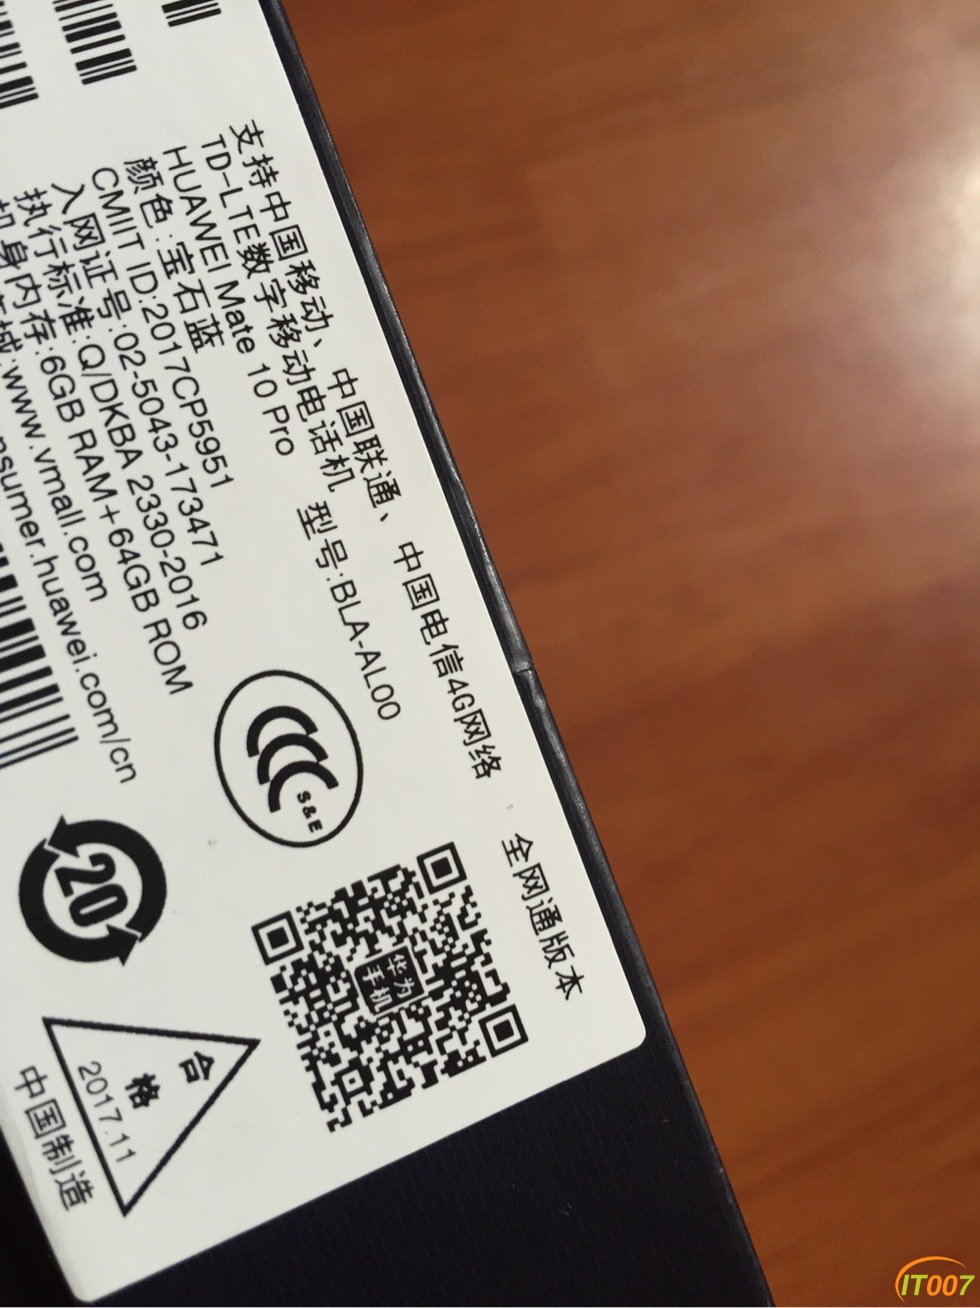 支持中国移动、中国联通、中国电信4G网络 全网通版本
TD-LTE数字移动电话机 型号:BLA-AL00
HUAWEI Mate 10 Pro
颜色:宝石蓝
CMIIT ID:2017CP5951
入网证号:02-5043-173471
执行标准:Q/DKBA 2330-2016
机身内存:6GB RAM+64GB ROM
城:www.vmall.com
nsumer.huawei.com/cn
CCC
S&E
华为
手机
20
合
格
2017.11
中国制造
IT007